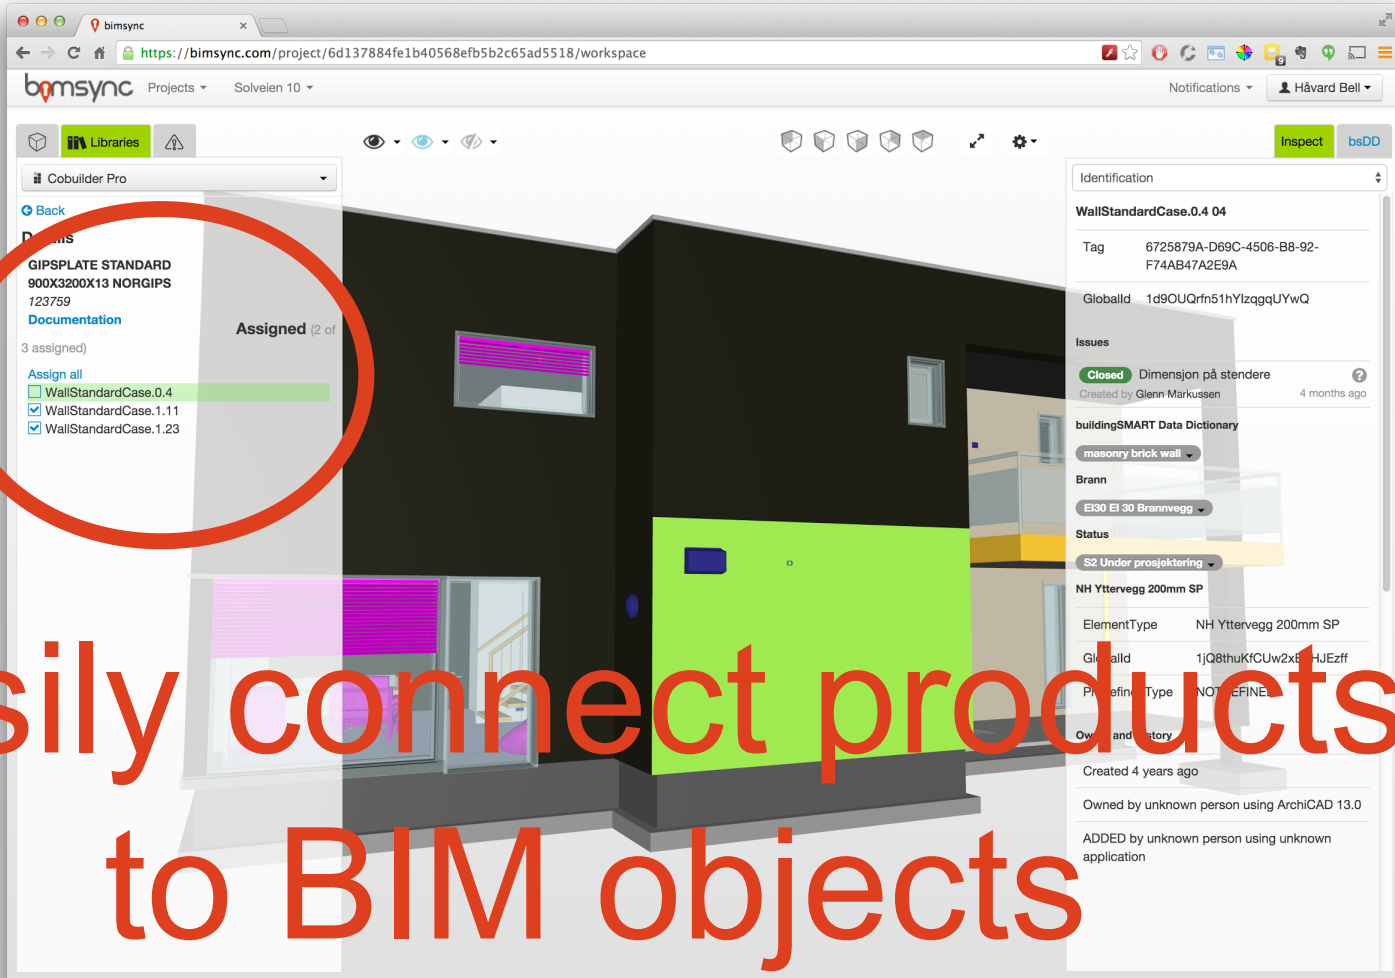 bimsync
https://bimsync.com/project/6d137884fe1b40568efb5b2c65ad5518/workspace
9
bimsync Projects Solveien 10 Notifications Håvard Bell
Libraries
Inspect bsDD
Cobuilder Pro
Back
GIPSPLATE STANDARD
900X3200X13 NORGIPS
123759
Documentation
Assigned (2 of
3 assigned)
Assign all
WallStandardCase.0.4
WallStandardCase.1.11
WallStandardCase.1.23
Identification
WallStandardCase.0.4 04
Tag 6725879A-D69C-4506-B8-92-
F74AB47A2E9A
GlobalId 1d9OUQrfn51hYIzqgqUYwQ
Issues
Closed Dimensjon på stendere
Created by Glenn Markussen 4 months ago
buildingSMART Data Dictionary
masonry brick wall
Brann
EI30 EI 30 Brannvegg
Status
S2 Under prosjektering
NH Yttervegg 200mm SP
ElementType NH Yttervegg 200mm SP
Created 4 years ago
Owned by unknown person using ArchiCAD 13.0
ADDED by unknown person using unknown
application
sily connect products
to BIM objects